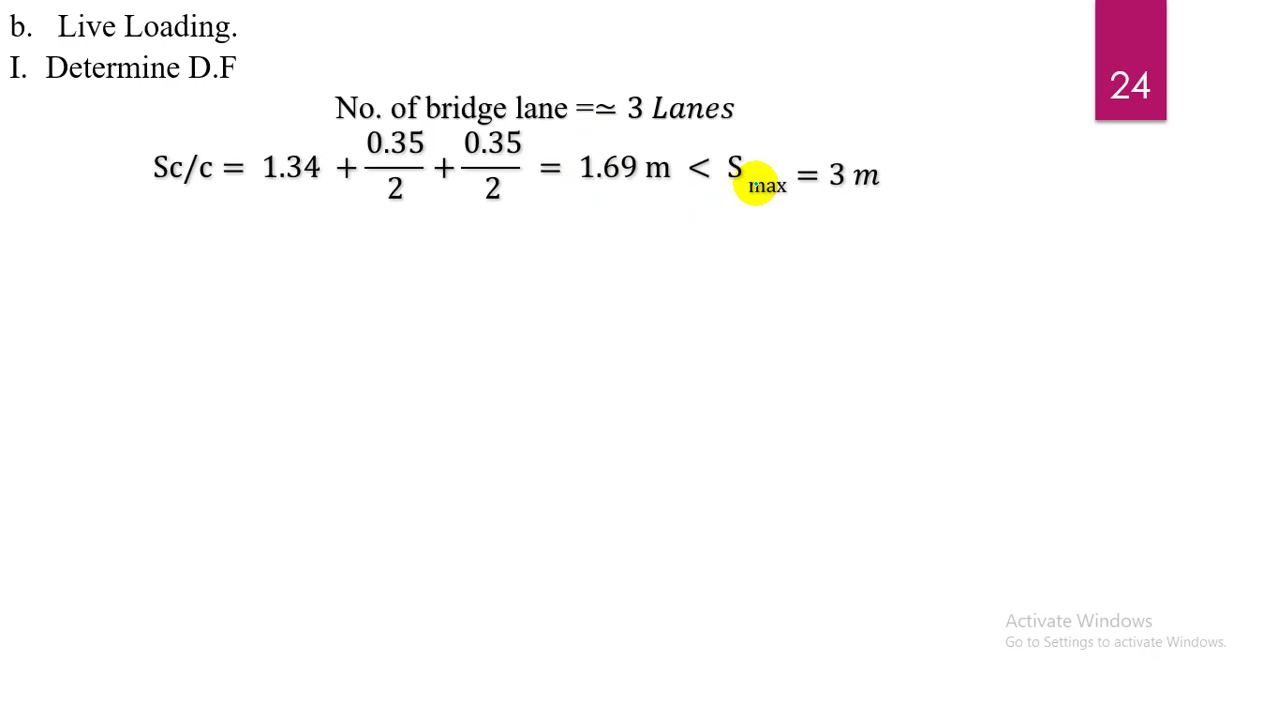 b. Live Loading.
I. Determine D.F
24
No. of bridge lane =≃ 3 Lanes
Sc/c = 1.34 + 0.35/2 + 0.35/2 = 1.69 m < S max = 3 m
Activate Windows
Go to Settings to activate Windows.